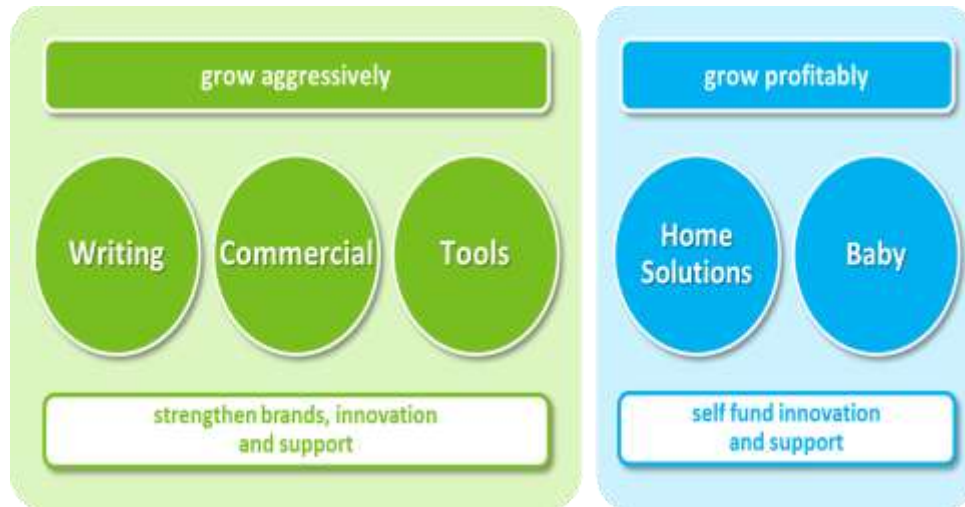 grow aggressively
Writing
Commercial
Tools
strengthen brands, innovation
and support
grow profitably
Home
Solutions
Baby
self fund innovation
and support